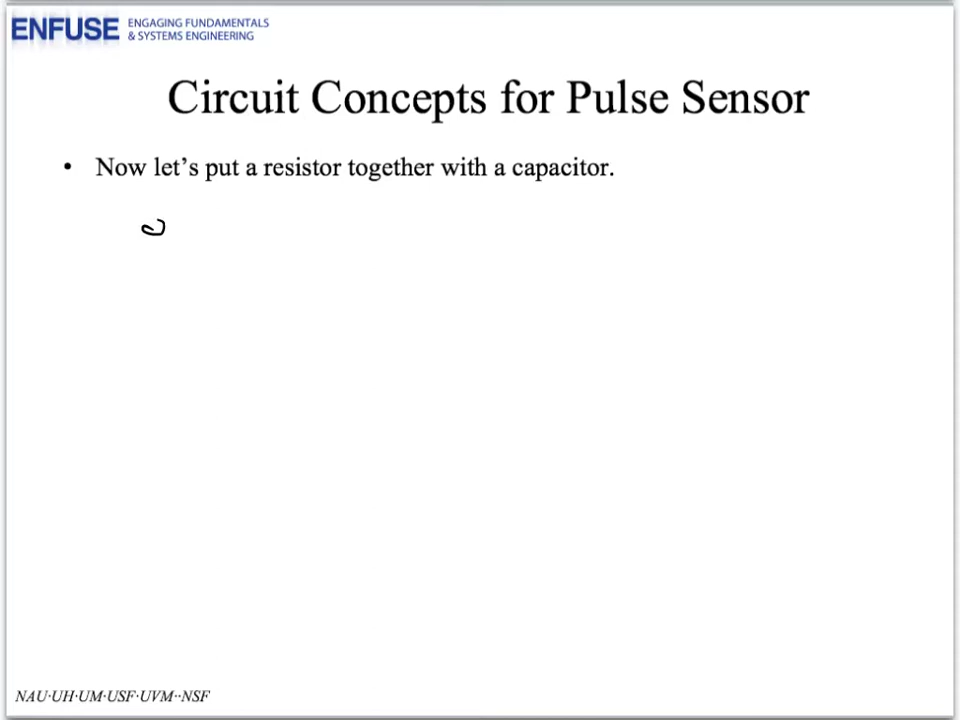 ENFUSE ENGAGING FUNDAMENTALS
& SYSTEMS ENGINEERING
Circuit Concepts for Pulse Sensor
• Now let’s put a resistor together with a capacitor.
NAU·UH·UM·USF·UVM··NSF